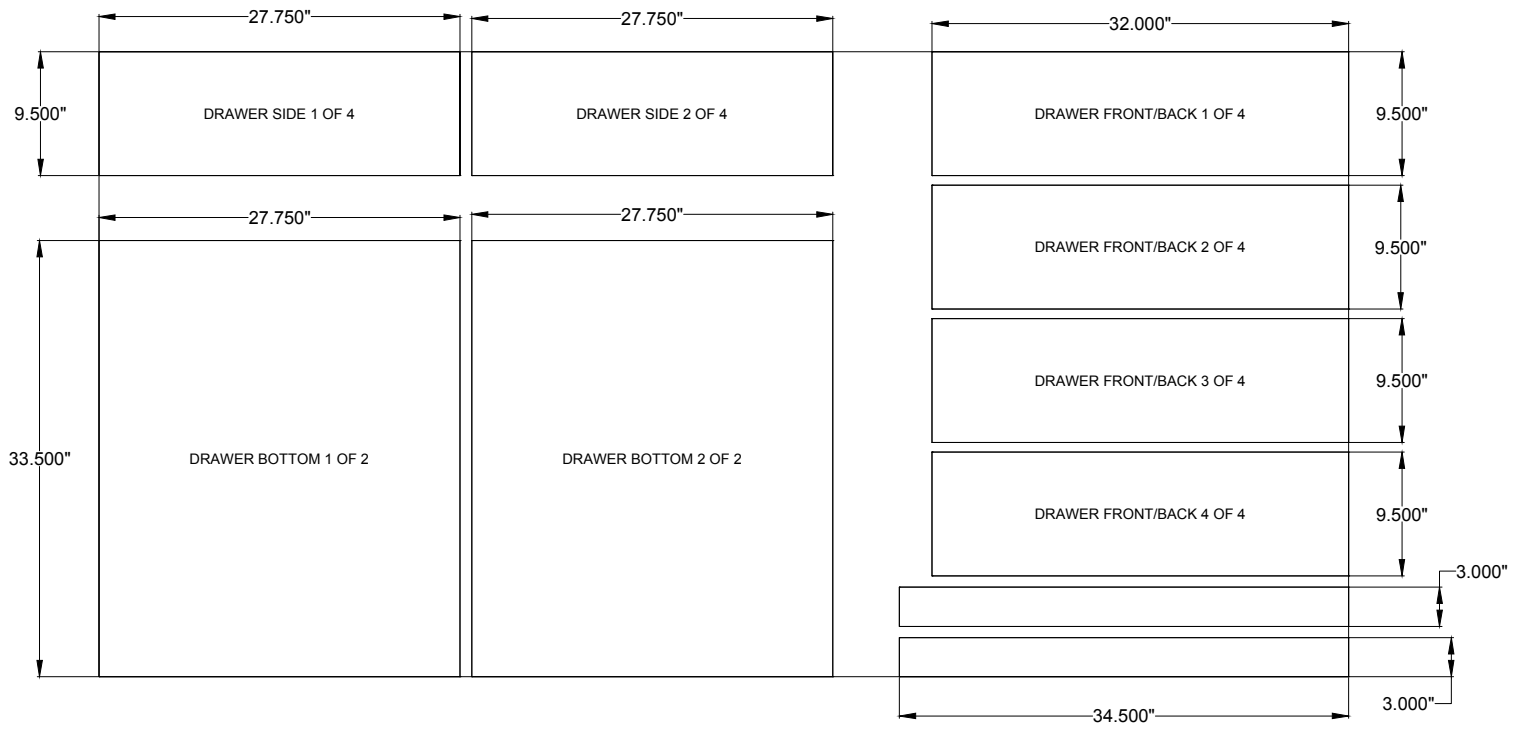 27.750"
27.750"
32.000"
9.500"
DRAWER SIDE 1 OF 4
DRAWER SIDE 2 OF 4
DRAWER FRONT/BACK 1 OF 4
9.500"
27.750"
27.750"
DRAWER FRONT/BACK 2 OF 4
9.500"
DRAWER FRONT/BACK 3 OF 4
9.500"
33.500"
DRAWER BOTTOM 1 OF 2
DRAWER BOTTOM 2 OF 2
DRAWER FRONT/BACK 4 OF 4
9.500"
3.000"
3.000"
34.500"